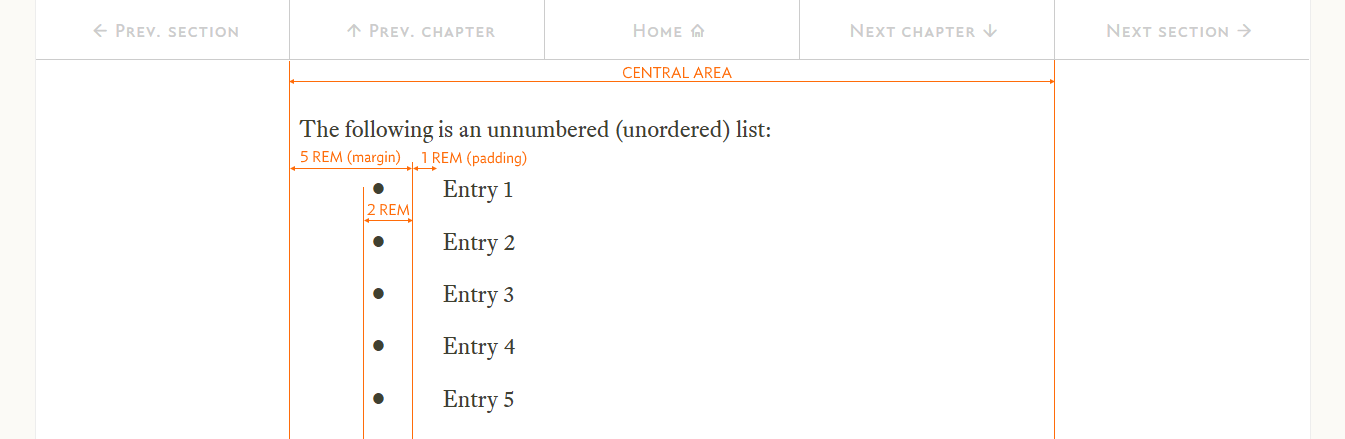 ← Prev. section ↑ Prev. chapter Home Next chapter ↓ Next section →
CENTRAL AREA
The following is an unnumbered (unordered) list:
5 REM (margin) 1 REM (padding)
● Entry 1
2 REM
● Entry 2
● Entry 3
● Entry 4
● Entry 5